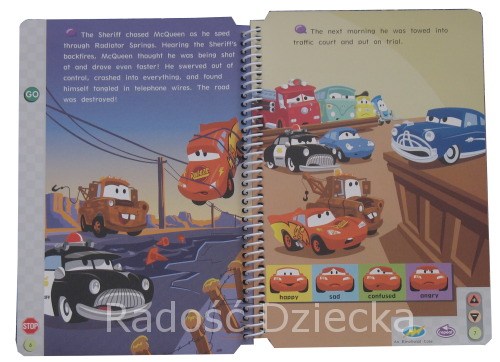 The Sheriff chased McQueen as he sped
through Radiator Springs. Hearing the Sheriff's
backfires, McQueen thought he was being shot
at and drove even faster! He swerved out of
control, crashed into everything, and found
himself tangled in telephone wires. The road
was destroyed!
GO
STOP
The next morning he was towed into
traffic court and put on trial.
happy
sad
confused
angry
Radość Dziecka